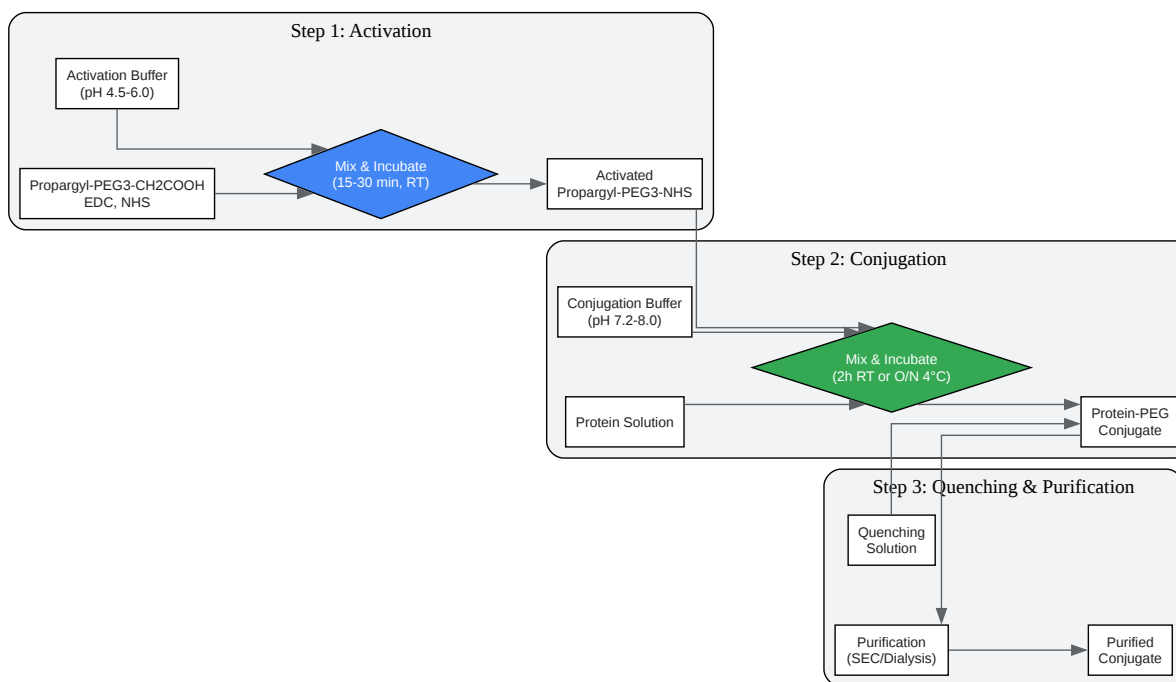 Step 1: Activation
Activation Buffer
(pH 4.5-6.0)
Mix & Incubate
(15-30 min, RT)
Propargyl-PEG3-CH2COOH
EDC, NHS
Activated
Propargyl-PEG3-NHS
Step 2: Conjugation
Conjugation Buffer
(pH 7.2-8.0)
Mix & Incubate
(2h RT or O/N 4°C)
Protein Solution
Protein-PEG
Conjugate
Step 3: Quenching & Purification
Quenching
Solution
Purification
(SEC/Dialysis)
Purified
Conjugate